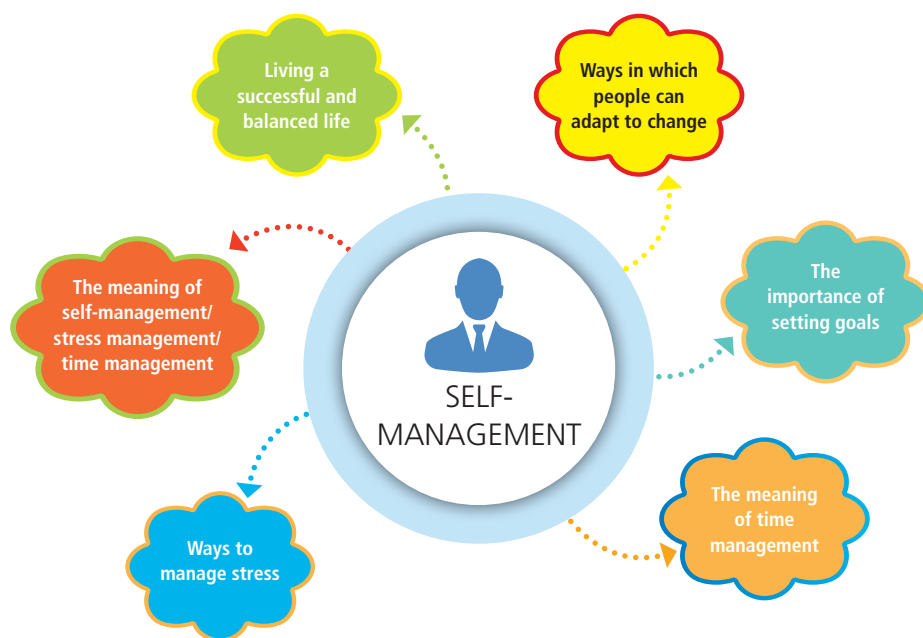 Living a
successful and
balanced life
Ways in which
people can
adapt to change
The meaning of
self-management/
stress management/
time management
The
importance of
setting goals
SELF-
MANAGEMENT
Ways to
manage stress
The meaning
of time
management